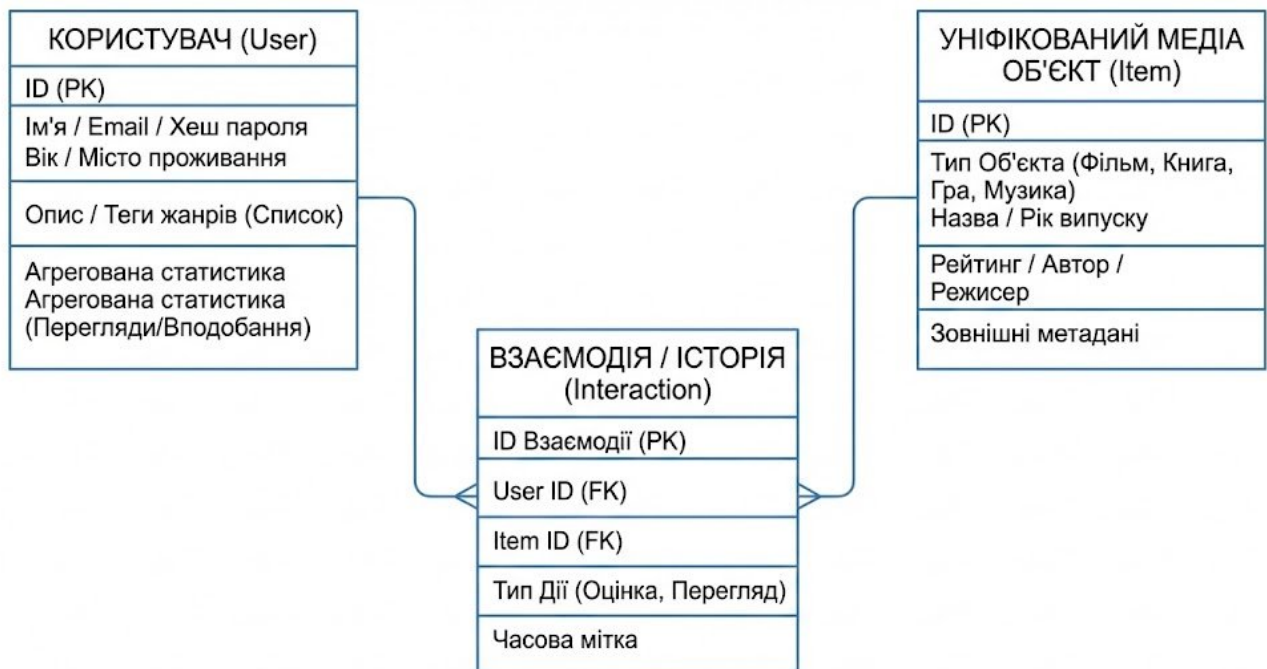 КОРИСТУВАЧ (User)
ID (PK)
Ім'я / Email / Хеш пароля
Вік / Місто проживання
Опис / Теги жанрів (Список)
Агрегована статистика
Агрегована статистика
(Перегляди/Вподобання)
УНІФІКОВАНИЙ МЕДІА
ОБ'ЄКТ (Item)
ID (PK)
Тип Об'єкта (Фільм, Книга,
Гра, Музика)
Назва / Рік випуску
Рейтинг / Автор /
Режисер
Зовнішні метадані
ВЗАЄМОДІЯ / ІСТОРІЯ
(Interaction)
ID Взаємодії (PK)
User ID (FK)
Item ID (FK)
Тип Дії (Оцінка, Перегляд)
Часова мітка